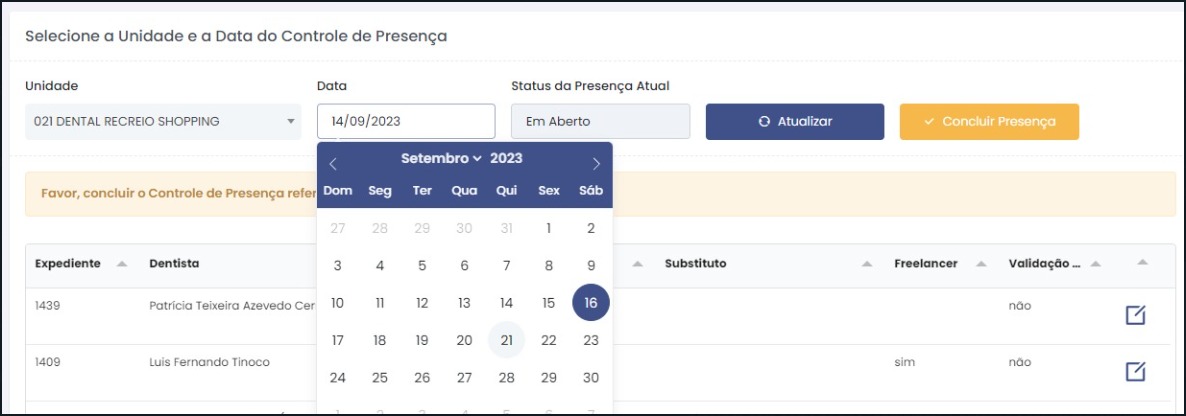 Selecione a Unidade e a Data do Controle de Presença
Unidade Data Status da Presença Atual
021 DENTAL RECREIO SHOPPING 14/09/2023 Em Aberto Atualizar Concluir Presença
Setembro 2023
Favor, concluir o Controle de Presença
Dom Seg Ter Qua Qui Sex Sáb
27 28 29 30 31 1 2
Expediente Dentista Substituto Freelancer Validação ...
3 4 5 6 7 8 9
1439 Patrícia Teixeira Azevedo não
10 11 12 13 14 15 16
17 18 19 20 21 22 23
1409 Luis Fernando Tinoco sim não
24 25 26 27 28 29 30